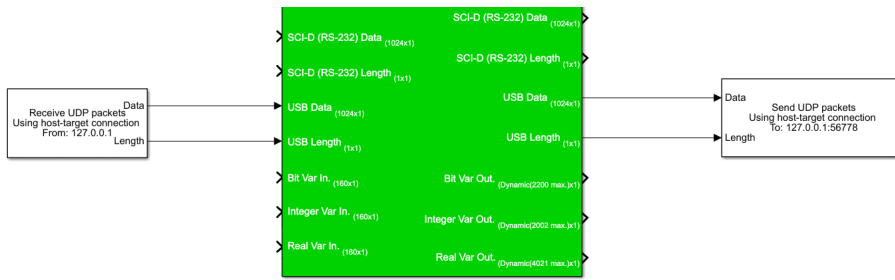 SCI-D (RS-232) Data (1024x1)
SCI-D (RS-232) Data (1024x1)
SCI-D (RS-232) Length (1x1)
SCI-D (RS-232) Length (1x1)
Receive UDP packets
Using host-target connection
From: 127.0.0.1
Data
Length
USB Data (1024x1)
USB Data (1024x1)
USB Length (1x1)
USB Length (1x1)
Data
Length
Send UDP packets
Using host-target connection
To: 127.0.0.1:56778
Bit Var In. (160x1)
Bit Var Out. (Dynamic(2200 max.)x1)
Integer Var In. (160x1)
Integer Var Out. (Dynamic(2002 max.)x1)
Real Var In. (160x1)
Real Var Out. (Dynamic(4021 max.)x1)